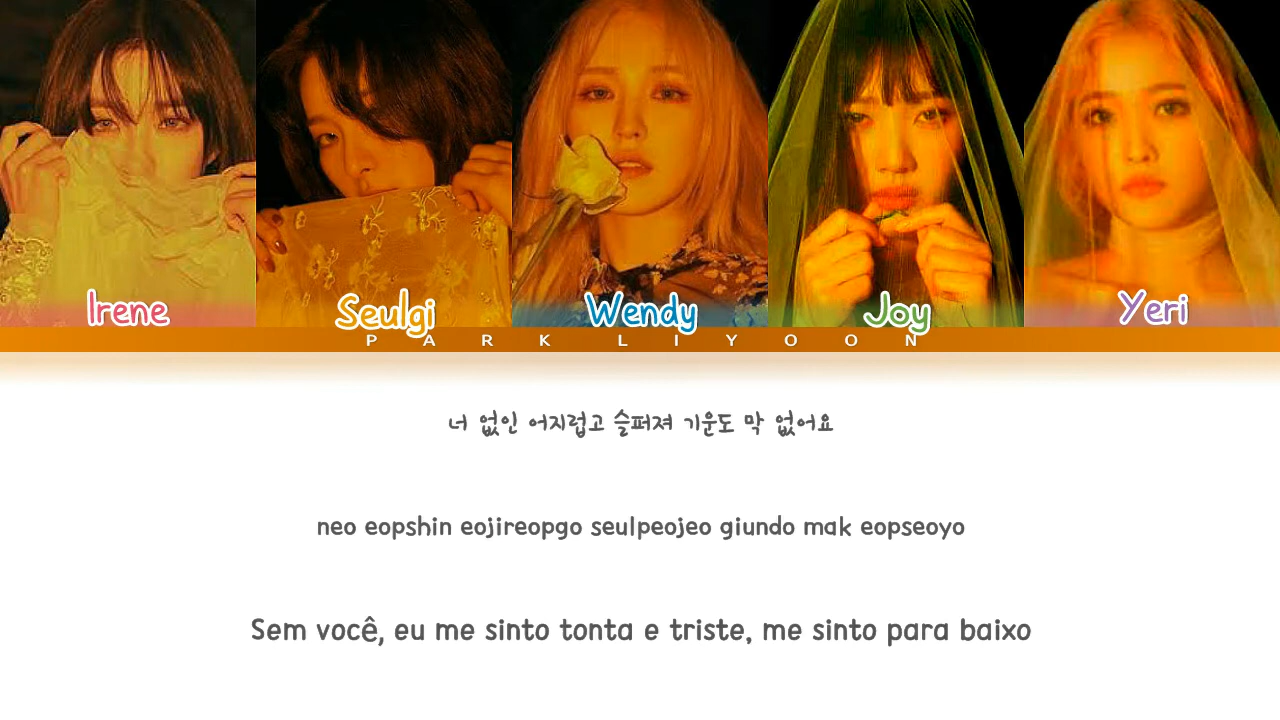 Irene Seulgi Wendy Joy Yeri
PARK LIYOON
너 없인 어지럽고 슬퍼져 기운도 막 없어요
neo eopshin eojireopgo seulpeojeo giundo mak eopseoyo
Sem você, eu me sinto tonta e triste, me sinto para baixo